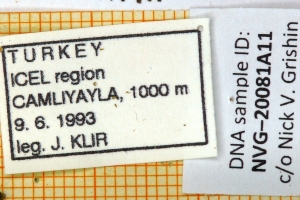 TURKEY
ICEL region
CAMLIYAYLA, 1000 m
9. 6. 1993
leg. J. KLIR
DNA sample ID:
NVG–20081A11
c/o Nick V. Grishin